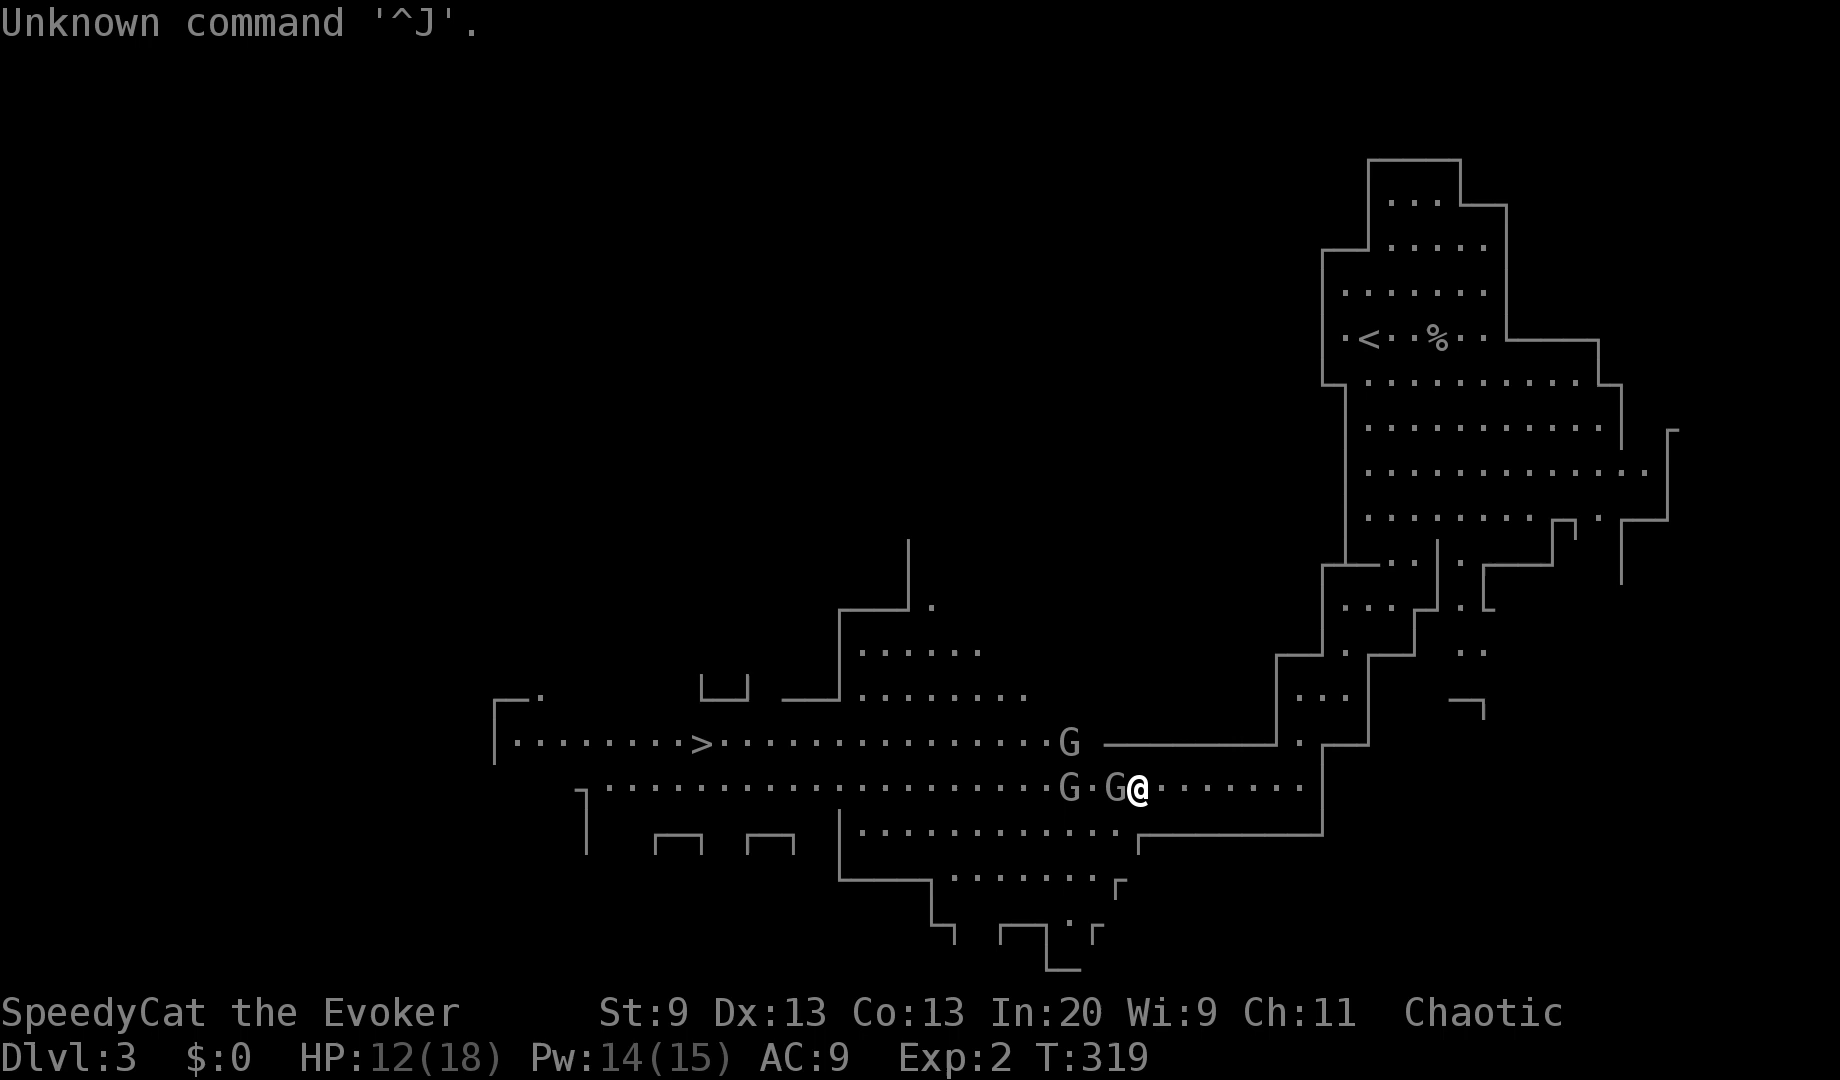 Unknown command '^J'.
. . .
. . . . .
. . . . . . .
. < . . % . .
. . . . . . . . . .
. . . . . . . . . . .
. . . . . . . . . . . . .
. . . . . . . . .
. . .
. . . . .
. . . . . . . . .
. . . . . . . . . . . .
. . . . . . . . > . . . . . . . . . . . . . . . G .
. . . . . . . . . . . . . . . . . . . . G . G @ . . . . . . .
. . . . . . . . . . . .
. . . . . . .
.
SpeedyCat the Evoker St:9 Dx:13 Co:13 In:20 Wi:9 Ch:11 Chaotic
Dlvl:3 $:0 HP:12(18) Pw:14(15) AC:9 Exp:2 T:319